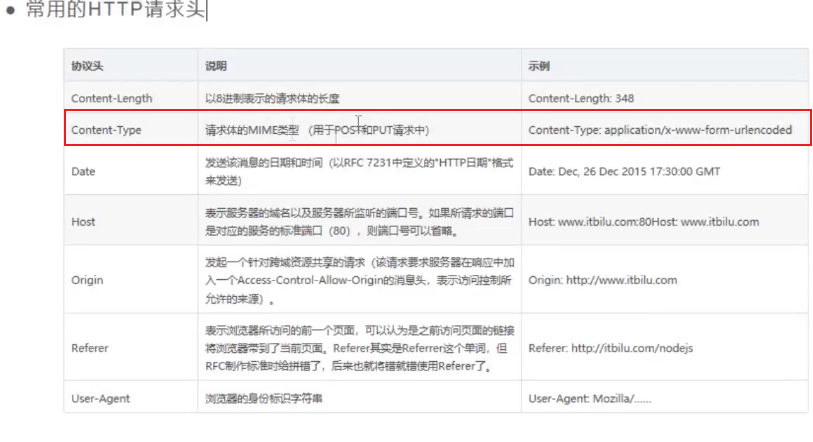 ● 常用的HTTP请求头
协议头 说明 示例
Content-Length 以8进制表示的请求体的长度 Content-Length: 348
Content-Type 请求体的MIME类型 (用于POST和PUT请求中) Content-Type: application/x-www-form-urlencoded
Date 发送该消息的日期和时间 (以RFC 7231中定义的"HTTP日期"格式
来发送) Date: Dec, 26 Dec 2015 17:30:00 GMT
Host 表示服务器的域名以及服务器所监听的端口号。如果所请求的端口
是对应的服务的标准端口 (80) ,则端口号可以省略。 Host: www.itbilu.com:80Host: www.itbilu.com
Origin 发起一个针对跨域资源共享的请求 (该请求要求服务器在响应中加
入一个Access-Control-Allow-Origin的消息头,表示访问控制所
允许的来源) 。 Origin: http://www.itbilu.com
Referer 表示浏览器所访问的前一个页面,可以认为是之前访问页面的链接
将浏览器带到了当前页面。Referer其实是Referrer这个单词,但
RFC制作标准时给拼错了,后来也就将错就错使用Referer了。 Referer: http://itbilu.com/nodejs
User-Agent 浏览器的身份标识字符串 User-Agent: Mozilla/……